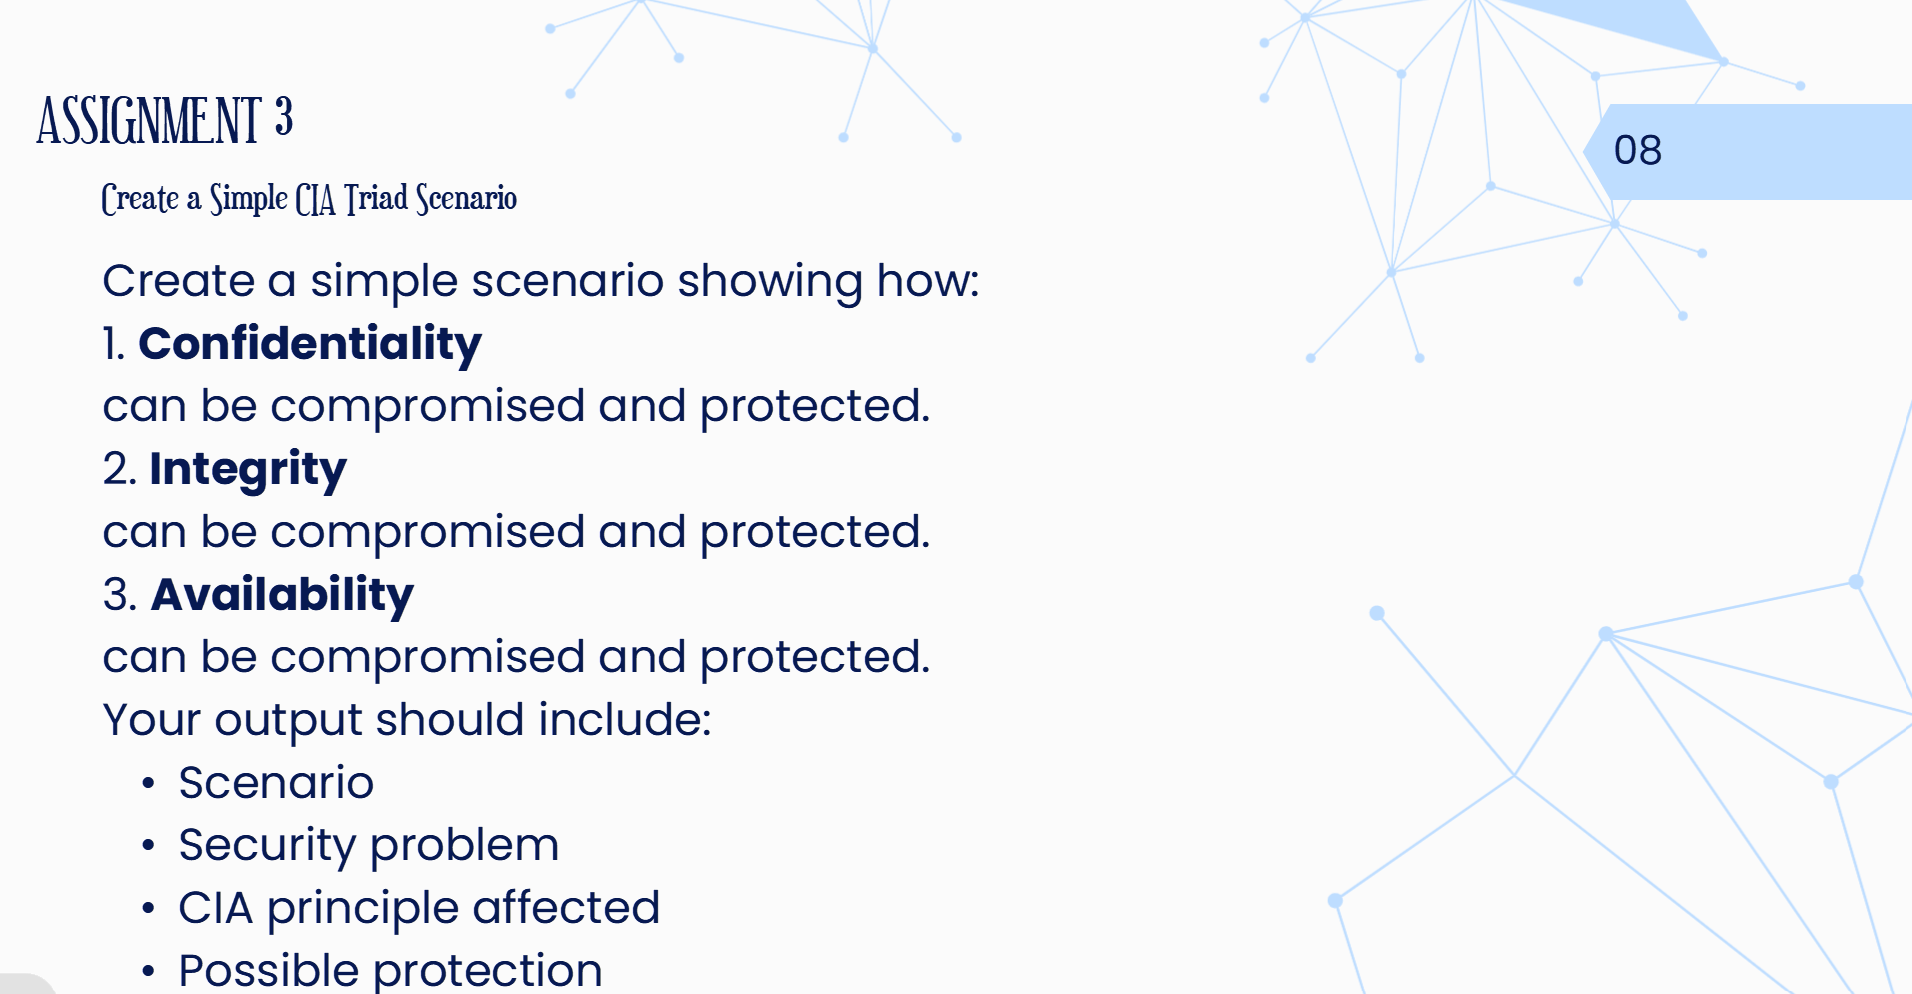 ASSIGNMENT 3
08
Create a Simple CIA Triad Scenario
Create a simple scenario showing how:
1. Confidentiality
can be compromised and protected.
2. Integrity
can be compromised and protected.
3. Availability
can be compromised and protected.
Your output should include:
• Scenario
• Security problem
• CIA principle affected
• Possible protection